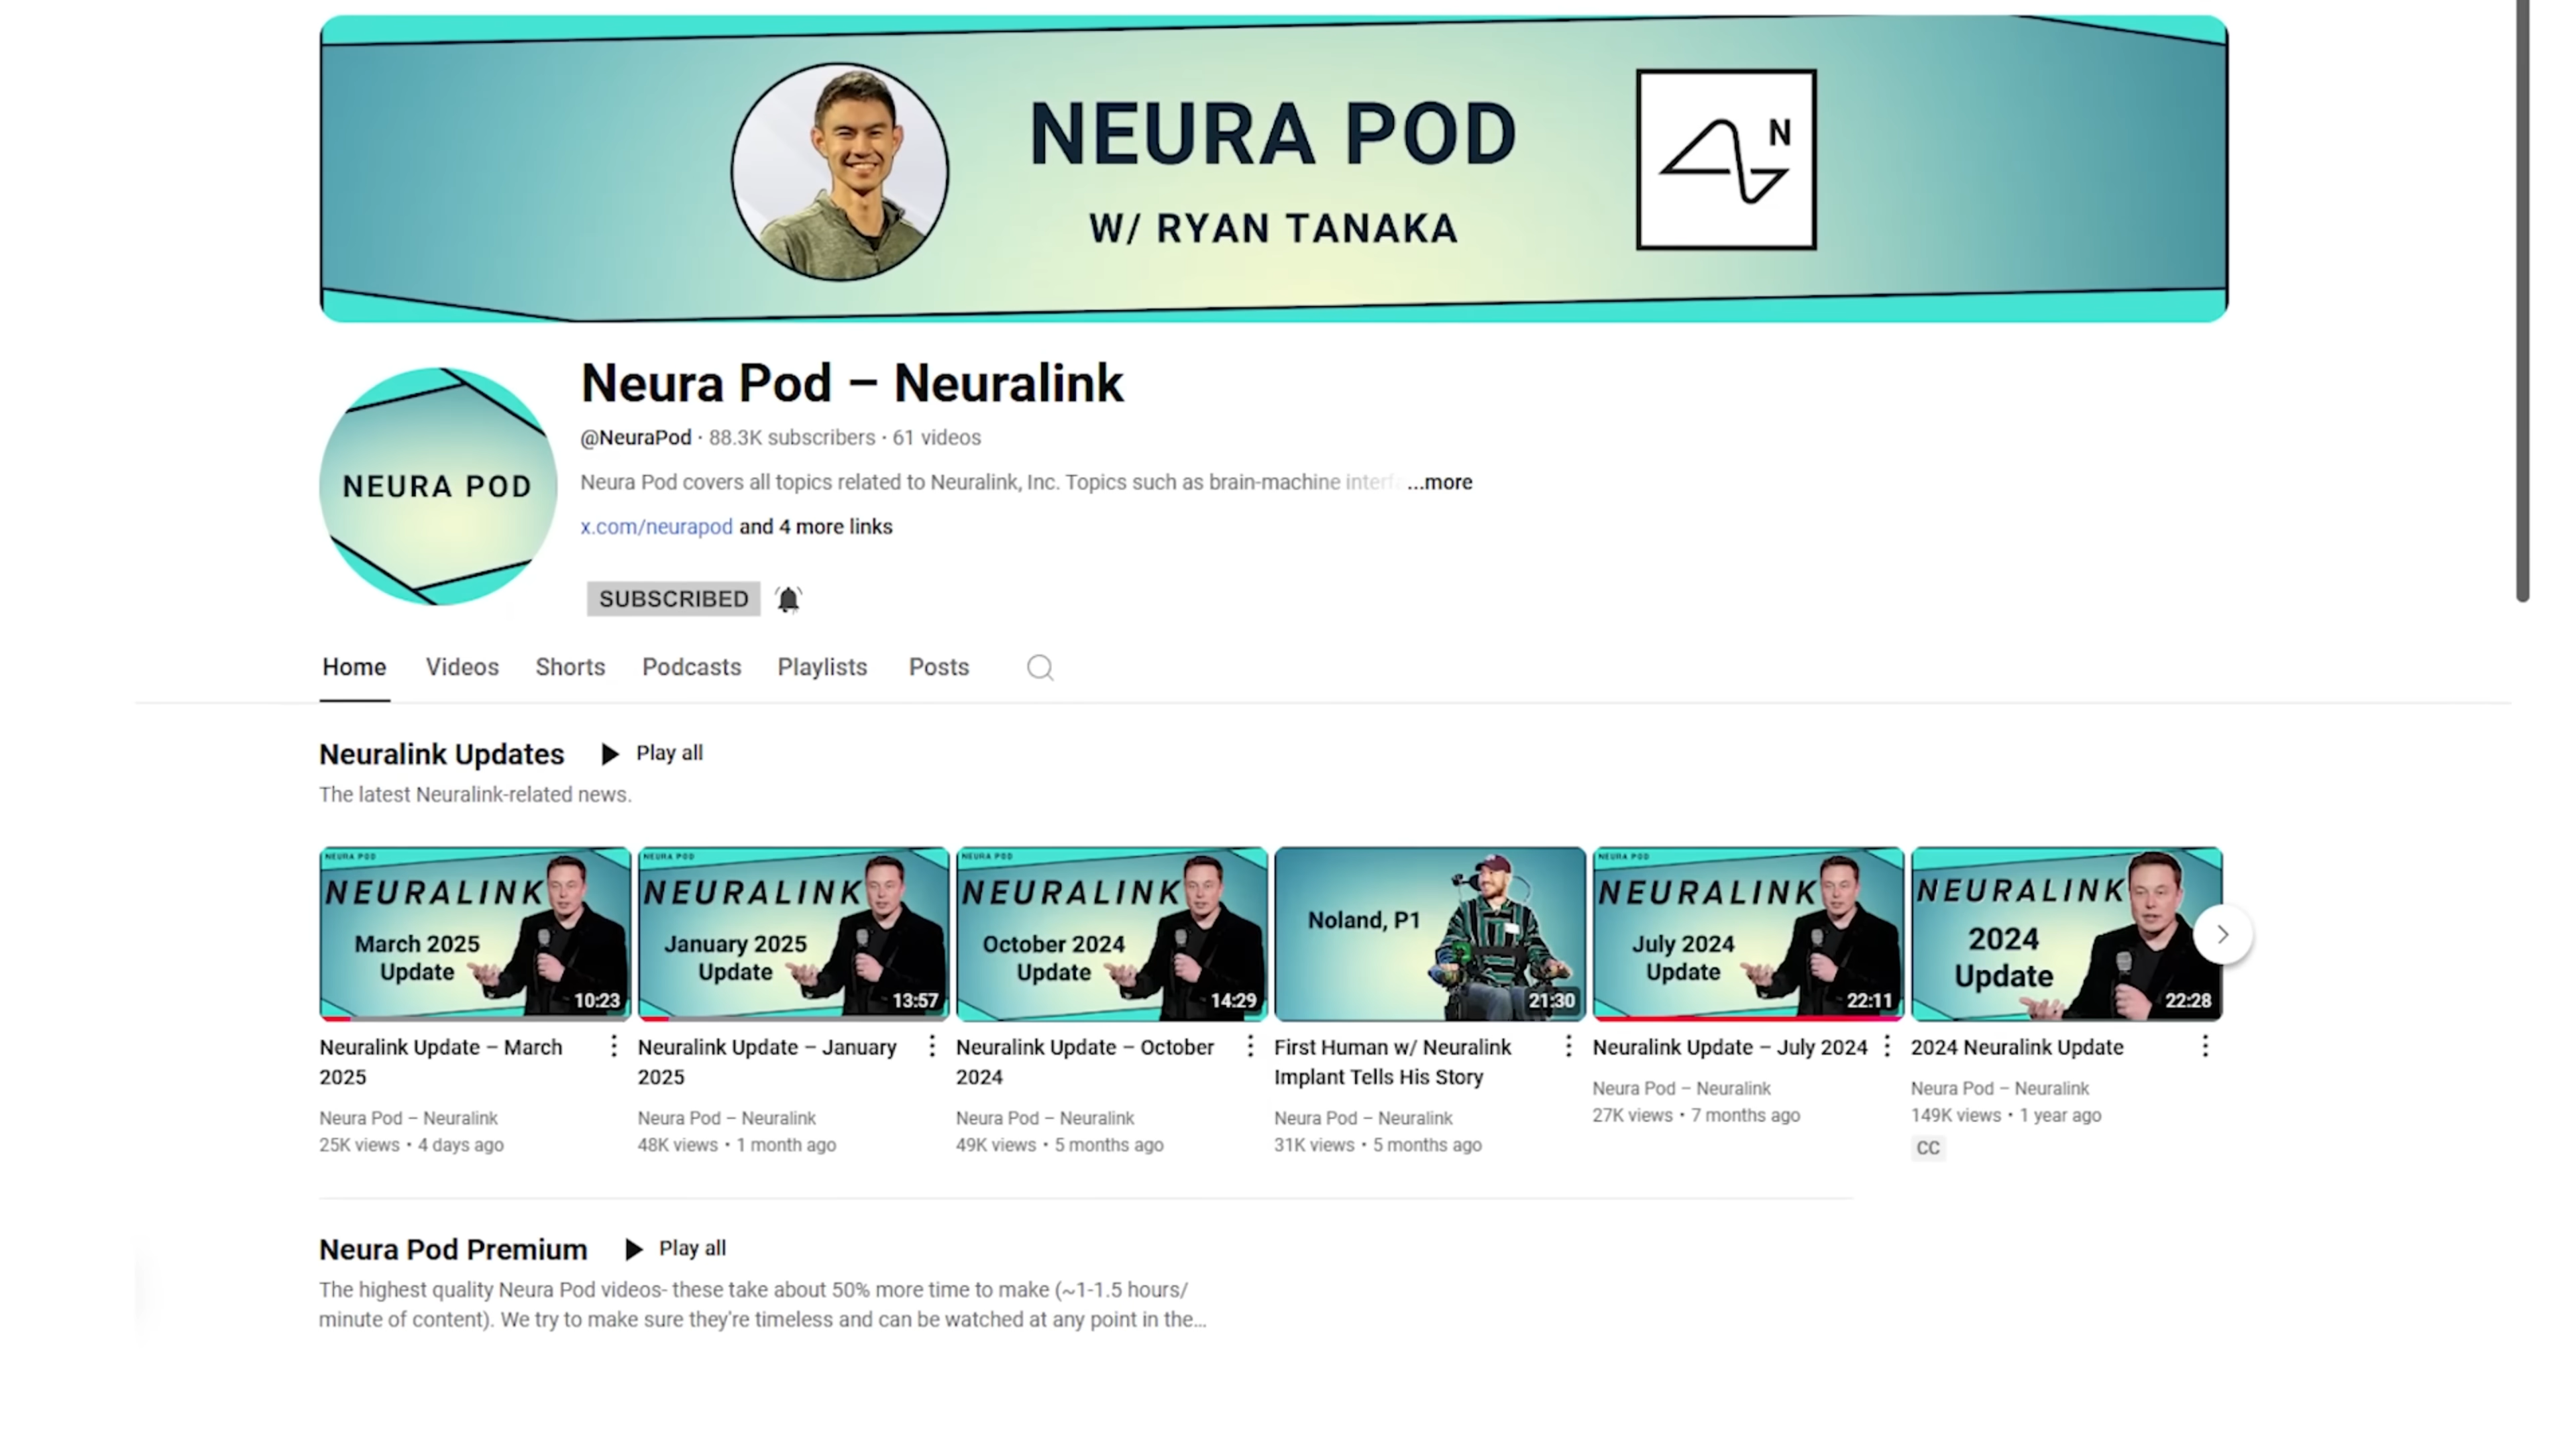 NEURA POD
W/ RYAN TANAKA
N
NEURA POD
Neura Pod – Neuralink
@NeuraPod · 88.3K subscribers · 61 videos
Neura Pod covers all topics related to Neuralink, Inc. Topics such as brain-machine ...more
x.com/neurapod and 4 more links
SUBSCRIBED
Home Videos Shorts Podcasts Playlists Posts
Neuralink Updates Play all
The latest Neuralink-related news.
NEURA POD
NEURALINK
March 2025
Update
10:23
Neuralink Update – March
2025
Neura Pod – Neuralink
25K views • 4 days ago
NEURA POD
NEURALINK
January 2025
Update
13:57
Neuralink Update – January
2025
Neura Pod – Neuralink
48K views • 1 month ago
NEURA POD
NEURALINK
October 2024
Update
14:29
Neuralink Update – October
2024
Neura Pod – Neuralink
49K views • 5 months ago
Noland, P1
21:30
First Human w/ Neuralink
Implant Tells His Story
Neura Pod – Neuralink
31K views • 5 months ago
NEURA POD
NEURALINK
July 2024
Update
22:11
Neuralink Update – July 2024
Neura Pod – Neuralink
27K views • 7 months ago
NEURALINK
2024
Update
22:28
2024 Neuralink Update
Neura Pod – Neuralink
149K views • 1 year ago
CC
Neura Pod Premium Play all
The highest quality Neura Pod videos- these take about 50% more time to make (~1-1.5 hours/
minute of content). We try to make sure they're timeless and can be watched at any point in the...